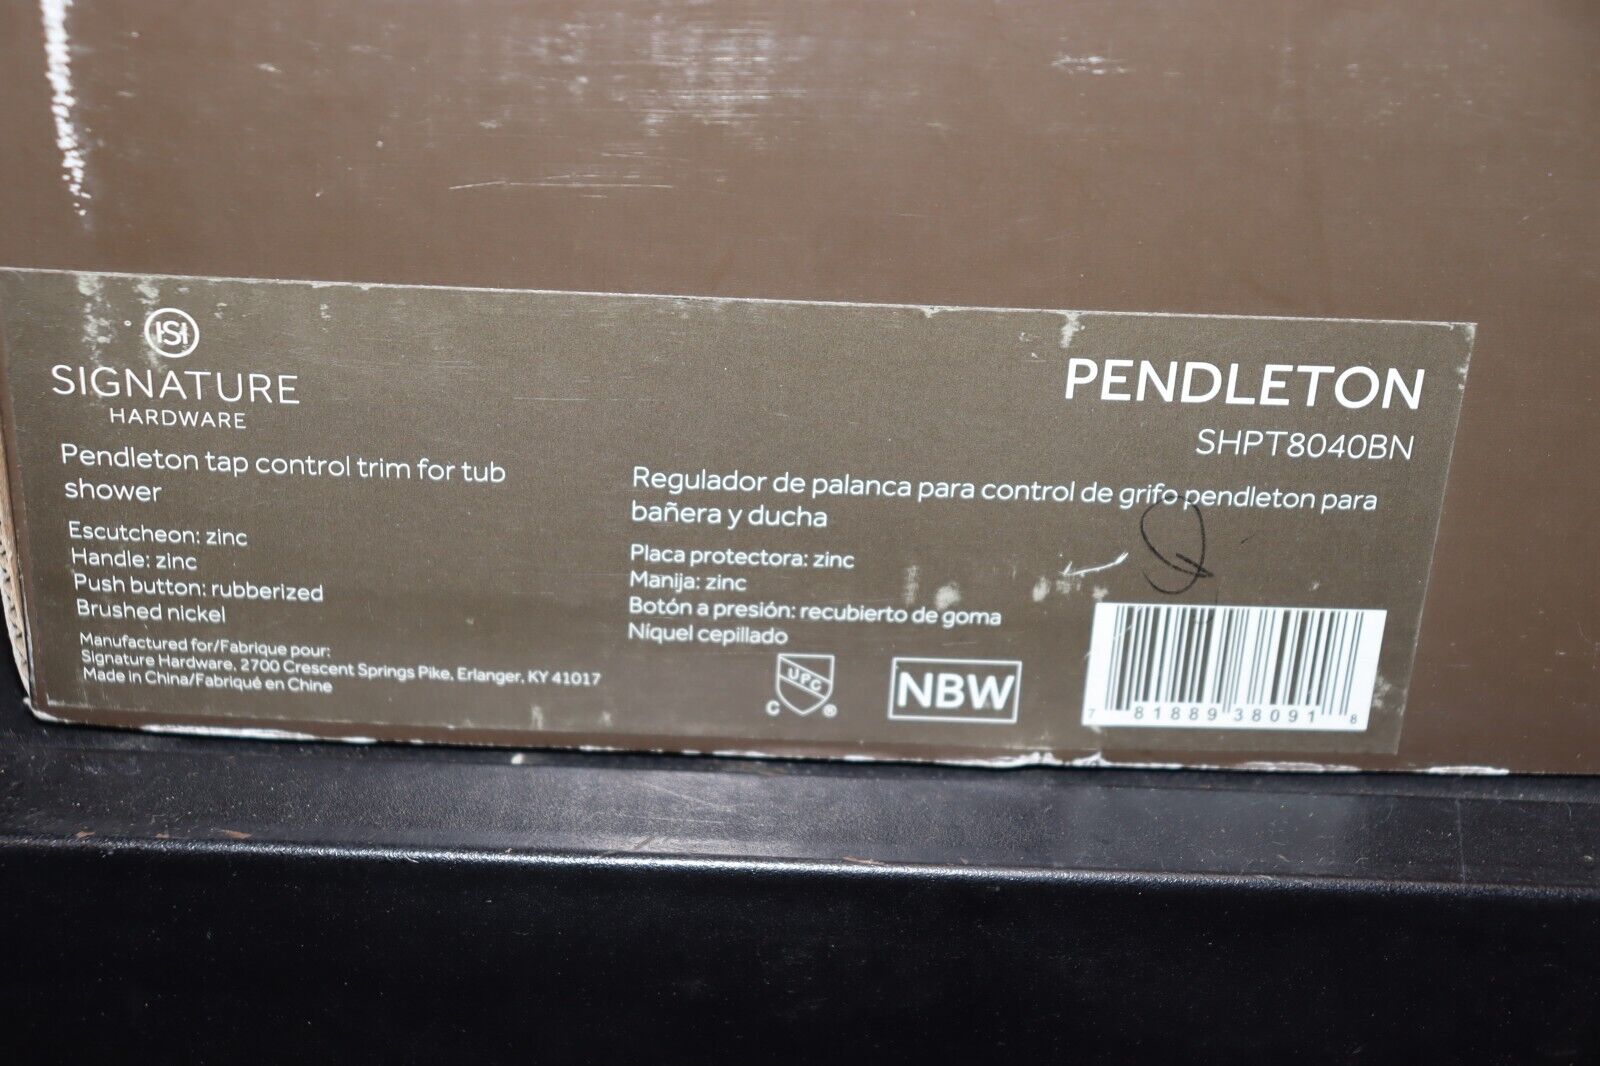 SIGNATURE
HARDWARE
Pendleton tap control trim for tub
shower
Escutcheon: zinc
Handle: zinc
Push button: rubberized
Brushed nickel
Manufactured for/Fabrique pour:
Signature Hardware, 2700 Crescent Springs Pike, Erlanger, KY 41017
Made in China/Fabriqué en Chine
PENDLETON
SHPT8040BN
Regulador de palanca para control de grifo pendleton para
bañera y ducha
Placa protectora: zinc
Manija: zinc
Botón a presión: recubierto de goma
Níquel cepillado
UPC
C ®
NBW
7 81889 38091 8